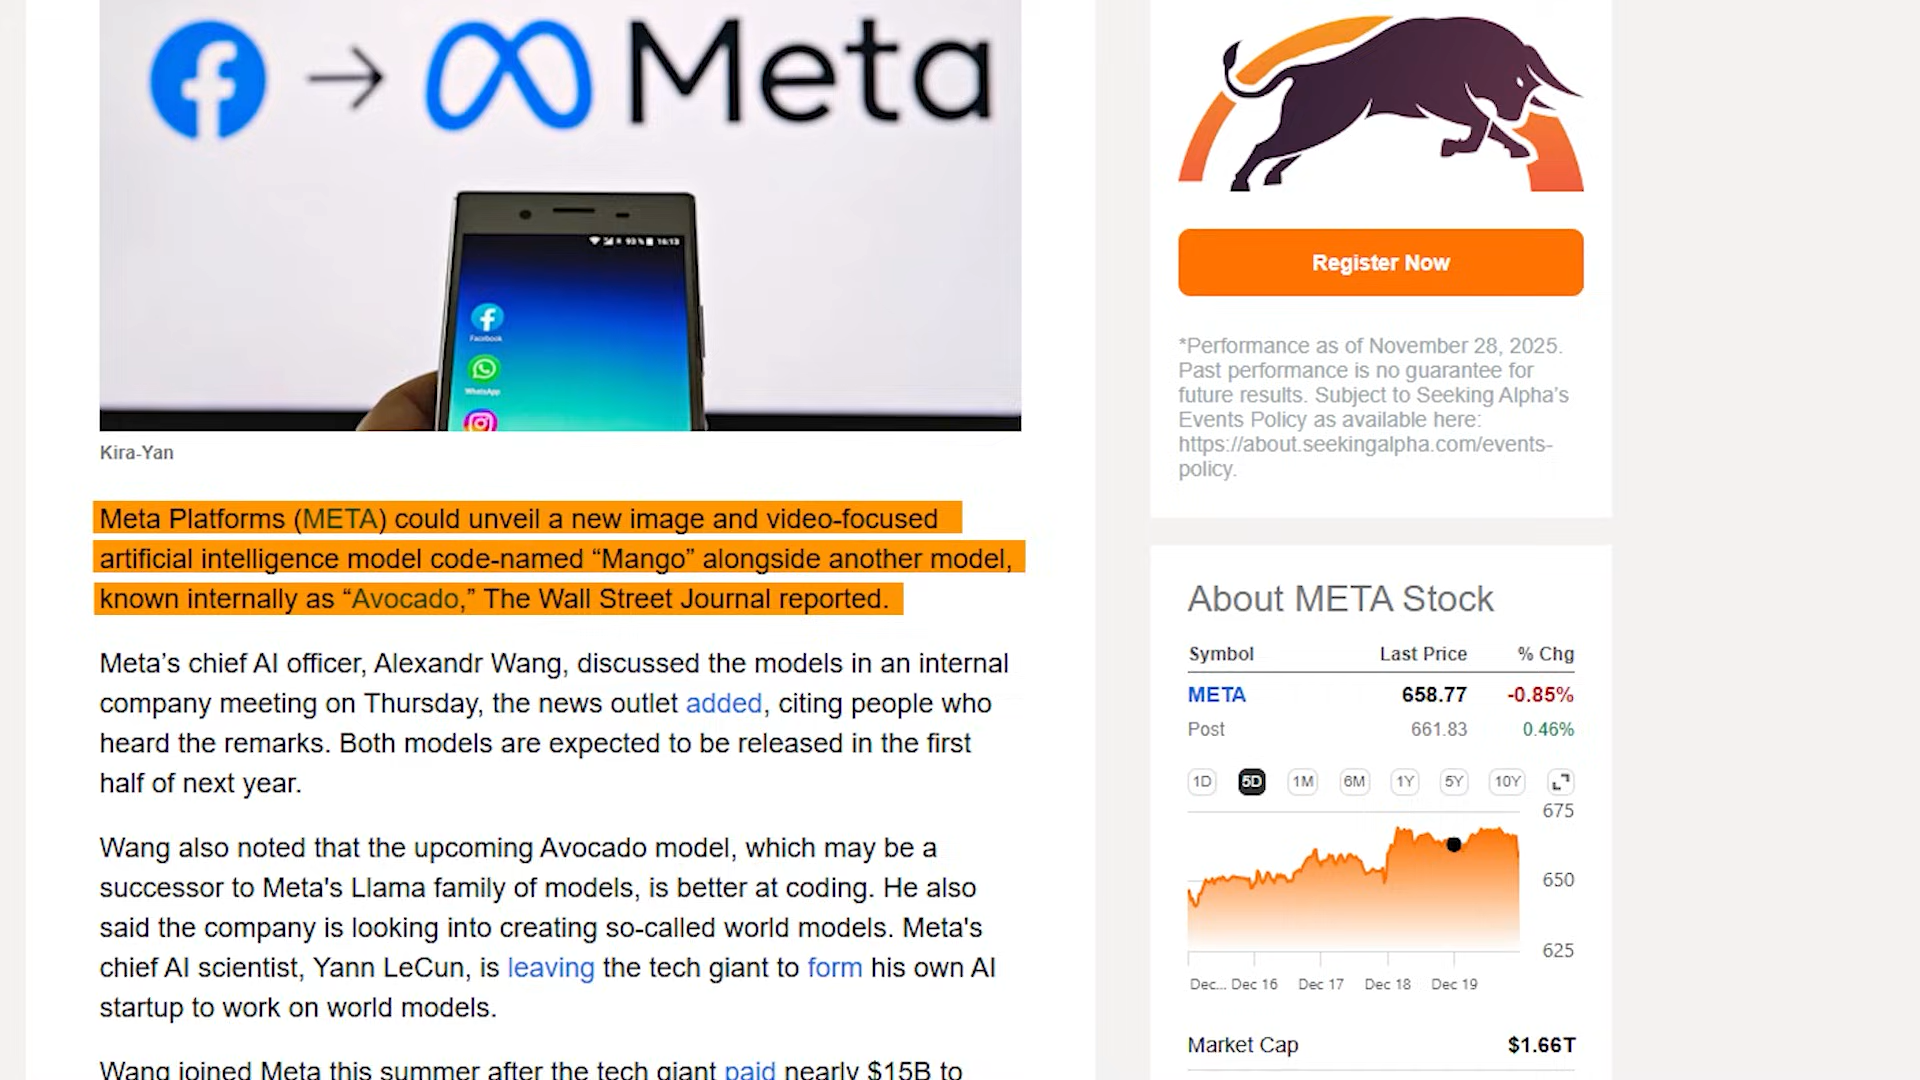 Meta
93%
16:13
Facebook
WhatsApp
Kira-Yan
Meta Platforms (META) could unveil a new image and video-focused
artificial intelligence model code-named “Mango” alongside another model,
known internally as “Avocado,” The Wall Street Journal reported.
Meta’s chief AI officer, Alexandr Wang, discussed the models in an internal
company meeting on Thursday, the news outlet added, citing people who
heard the remarks. Both models are expected to be released in the first
half of next year.
Wang also noted that the upcoming Avocado model, which may be a
successor to Meta's Llama family of models, is better at coding. He also
said the company is looking into creating so-called world models. Meta's
chief AI scientist, Yann LeCun, is leaving the tech giant to form his own AI
startup to work on world models.
Wang joined Meta this summer after the tech giant paid nearly $15B to
Register Now
*Performance as of November 28, 2025.
Past performance is no guarantee for
future results. Subject to Seeking Alpha’s
Events Policy as available here:
https://about.seekingalpha.com/events-
policy.
About META Stock
Symbol Last Price % Chg
META 658.77 -0.85%
Post 661.83 0.46%
1D 5D 1M 6M 1Y 5Y 10Y
675
650
625
Dec... Dec 16 Dec 17 Dec 18 Dec 19
Market Cap $1.66T